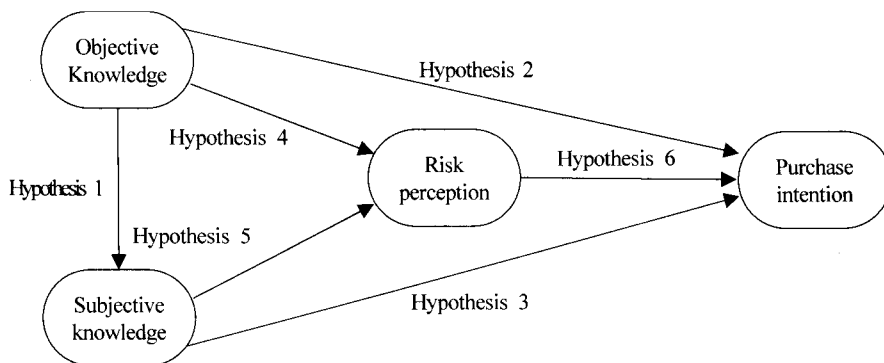 Objective
Knowledge
Hypothesis 2
Hypothesis 4
Risk
perception
Hypothesis 6
Purchase
intention
Hypothesis 1
Hypothesis 5
Subjective
knowledge
Hypothesis 3